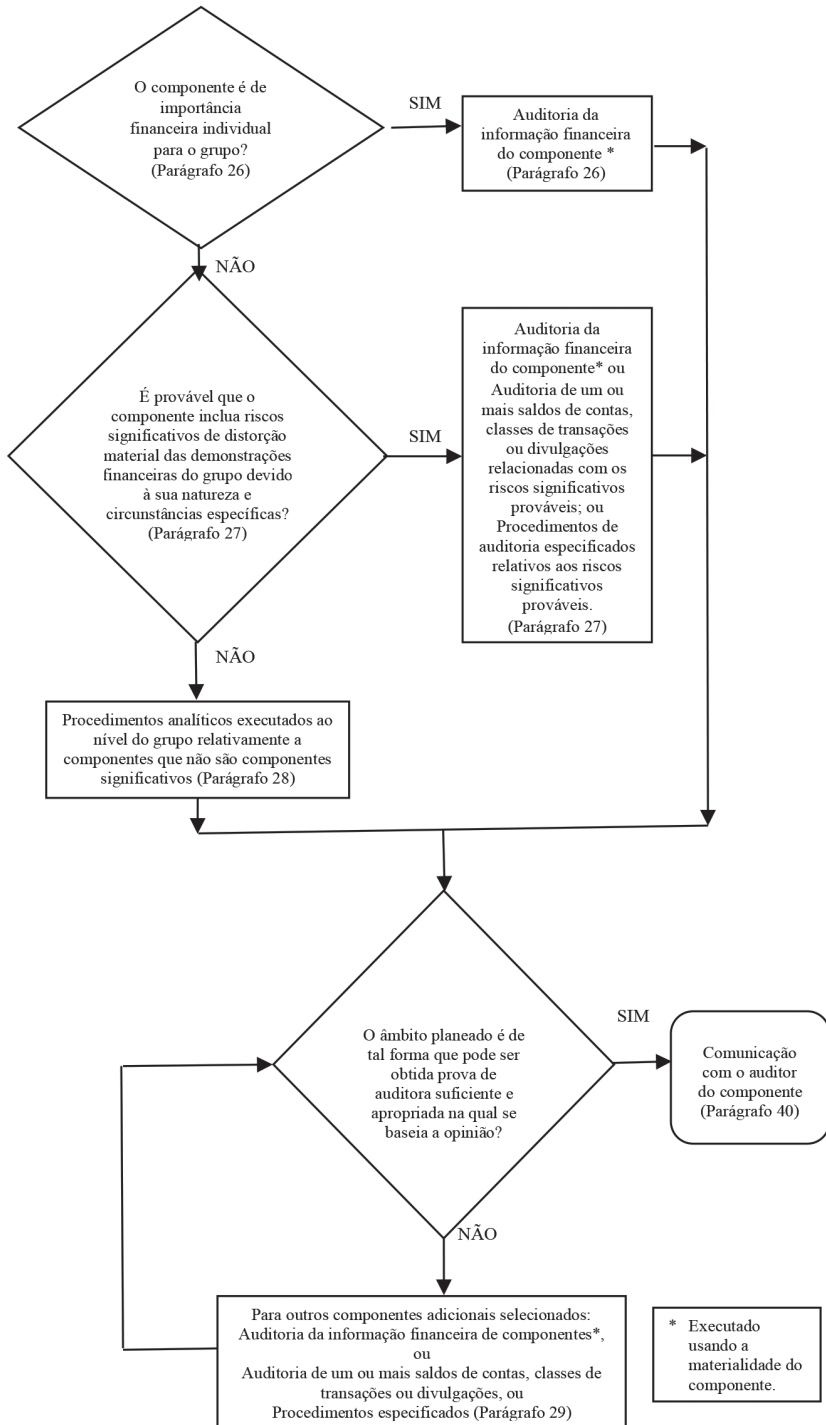 O componente é de
importância
financeira individual
para o grupo?
(Parágrafo 26)
SIM
Auditoria da
informação financeira
do componente *
(Parágrafo 26)
NÃO
É provável que o
componente inclua riscos
significativos de distorção
material das demonstrações
financeiras do grupo devido
à sua natureza e
circunstâncias específicas?
(Parágrafo 27)
SIM
Auditoria da
informação financeira
do componente* ou
Auditoria de um ou
mais saldos de contas,
classes de transações
ou divulgações
relacionadas com os
riscos significativos
prováveis; ou
Procedimentos de
auditoria especificados
relativos aos riscos
significativos
prováveis.
(Parágrafo 27)
NÃO
Procedimentos analíticos executados ao
nível do grupo relativamente a
componentes que não são componentes
significativos (Parágrafo 28)
O âmbito planeado é de
tal forma que pode ser
obtida prova de
auditora suficiente e
apropriada na qual se
baseia a opinião?
SIM
Comunicação
com o auditor
do componente
(Parágrafo 40)
NÃO
Para outros componentes adicionais selecionados:
Auditoria da informação financeira de componentes*,
ou
Auditoria de um ou mais saldos de contas, classes de
transações ou divulgações, ou
Procedimentos especificados (Parágrafo 29)
* Executado
usando a
materialidade do
componente.